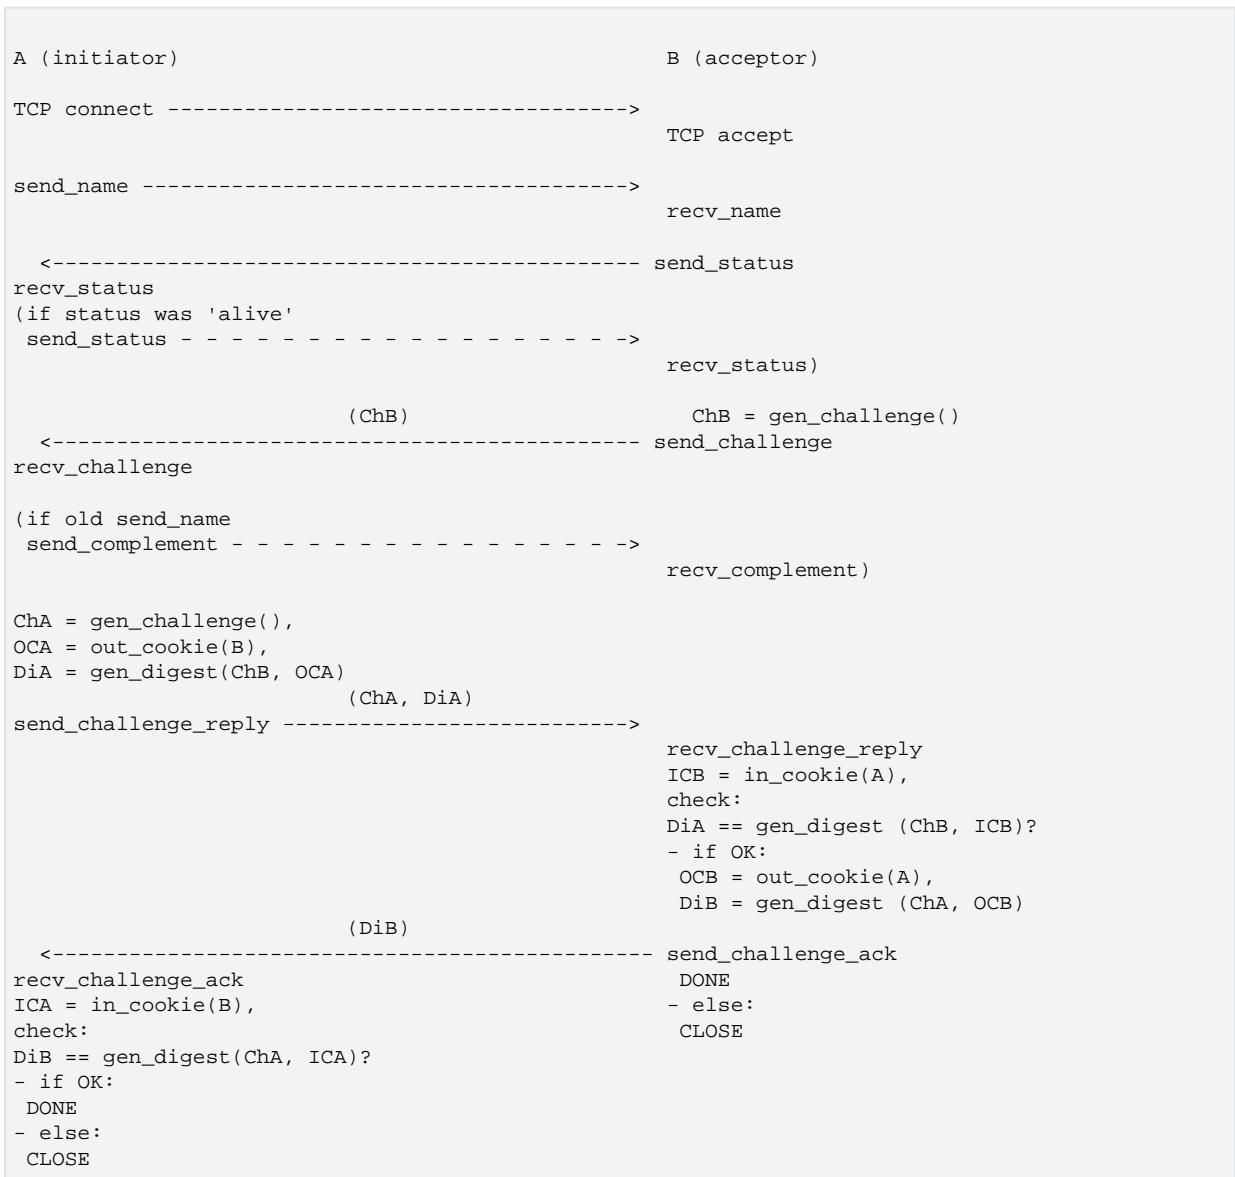 A (initiator)                                      B (acceptor)
TCP connect ------------------------------------>
                                                   TCP accept
send_name -------------------------------------->
                                                   recv_name
  <---------------------------------------------- send_status
recv_status
(if status was 'alive'
 send_status - - - - - - - - - - - - - - - - - ->
                                                   recv_status)
                          (ChB)                      ChB = gen_challenge()
  <---------------------------------------------- send_challenge
recv_challenge
(if old send_name
 send_complement - - - - - - - - - - - - - - - ->
                                                   recv_complement)
ChA = gen_challenge(),
OCA = out_cookie(B),
DiA = gen_digest(ChB, OCA)
                          (ChA, DiA)
send_challenge_reply --------------------------->
                                                   recv_challenge_reply
                                                   ICB = in_cookie(A),
                                                   check:
                                                   DiA == gen_digest (ChB, ICB)?
                                                   - if OK:
                                                    OCB = out_cookie(A),
                                                    DiB = gen_digest (ChA, OCB)
                          (DiB)
  <----------------------------------------------- send_challenge_ack
recv_challenge_ack                                  DONE
ICA = in_cookie(B),                                - else:
check:                                              CLOSE
DiB == gen_digest(ChA, ICA)?
- if OK:
 DONE
- else:
 CLOSE